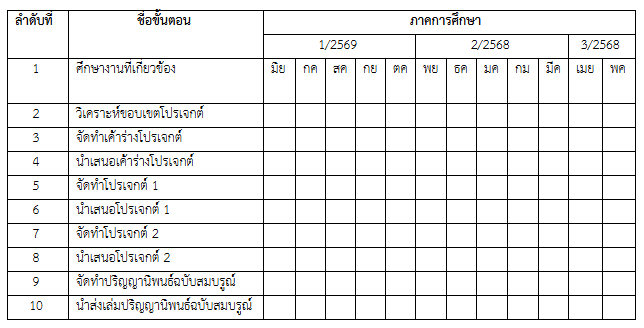 ลำดับที่ ชื่อขั้นตอน ภาคการศึกษา
1/2569 2/2568 3/2568
1 ศึกษางานที่เกี่ยวข้อง มิย กค สค กย ตค พย ธค มค กม มีค เมย พค
2 วิเคราะห์ขอบเขตโปรเจกต์
3 จัดทำเค้าร่างโปรเจกต์
4 นำเสนอเค้าร่างโปรเจกต์
5 จัดทำโปรเจกต์ 1
6 นำเสนอโปรเจกต์ 1
7 จัดทำโปรเจกต์ 2
8 นำเสนอโปรเจกต์ 2
9 จัดทำปริญญานิพนธ์ฉบับสมบรูณ์
10 นำส่งเล่มปริญญานิพนธ์ฉบับสมบรูณ์